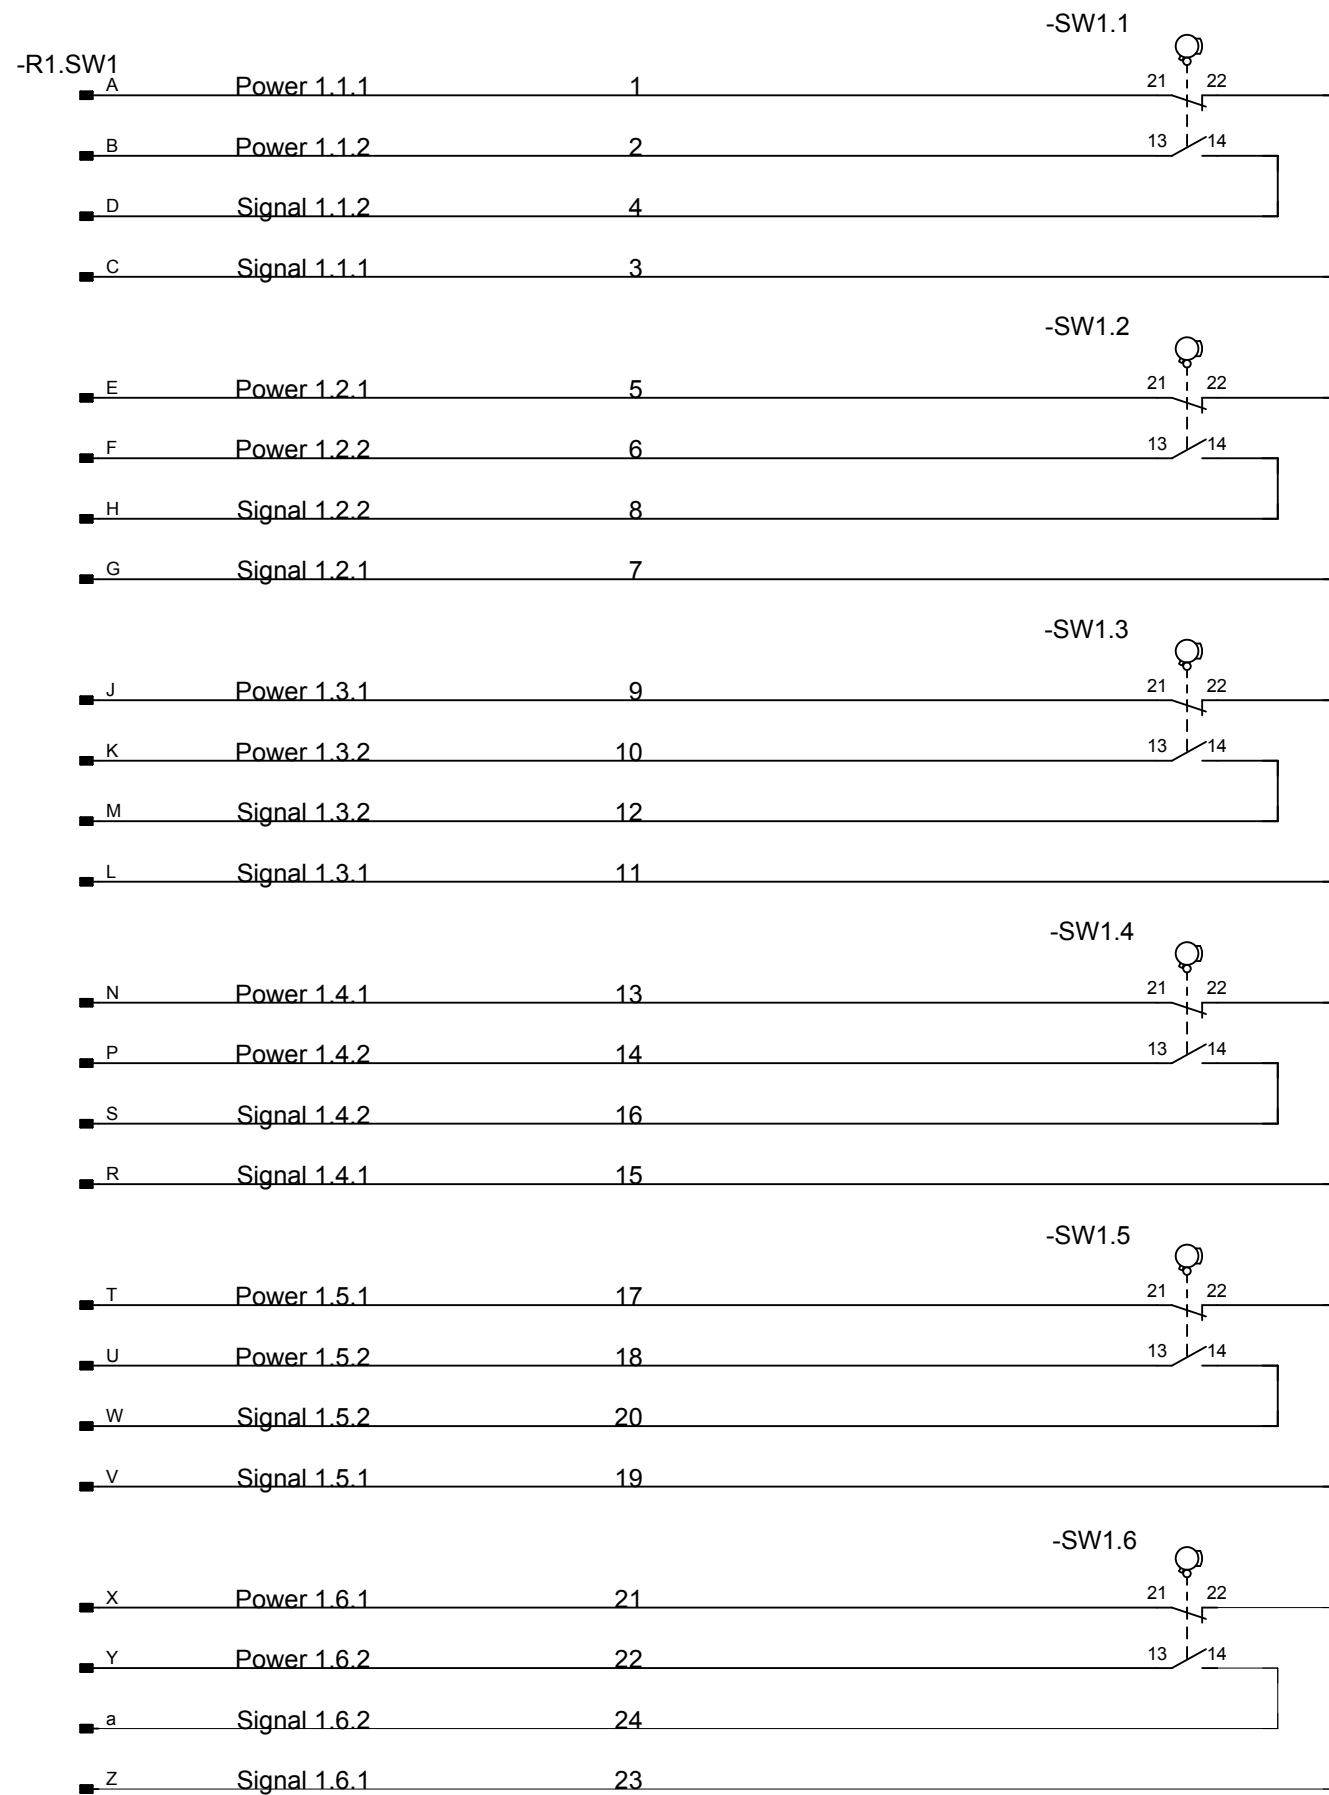 -SW1.1
-R1.SW1
A Power 1.1.1 1 21 22
B Power 1.1.2 2 13 14
D Signal 1.1.2 4
C Signal 1.1.1 3
-SW1.2
E Power 1.2.1 5 21 22
F Power 1.2.2 6 13 14
H Signal 1.2.2 8
G Signal 1.2.1 7
-SW1.3
J Power 1.3.1 9 21 22
K Power 1.3.2 10 13 14
M Signal 1.3.2 12
L Signal 1.3.1 11
-SW1.4
N Power 1.4.1 13 21 22
P Power 1.4.2 14 13 14
S Signal 1.4.2 16
R Signal 1.4.1 15
-SW1.5
T Power 1.5.1 17 21 22
U Power 1.5.2 18 13 14
W Signal 1.5.2 20
V Signal 1.5.1 19
-SW1.6
X Power 1.6.1 21 21 22
Y Power 1.6.2 22 13 14
a Signal 1.6.2 24
Z Signal 1.6.1 23